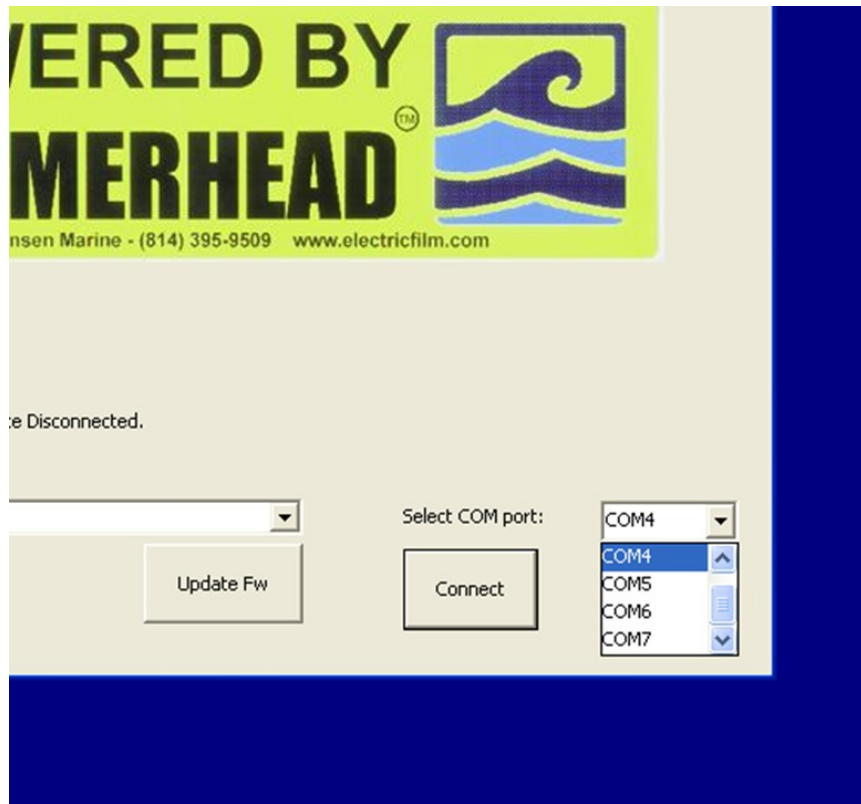 WERED BY
MERHEAD TM
nsen Marine - (814) 395-9509 www.electricfilm.com
e Disconnected.
Select COM port:
COM4
Update Fw
Connect
COM4
COM5
COM6
COM7